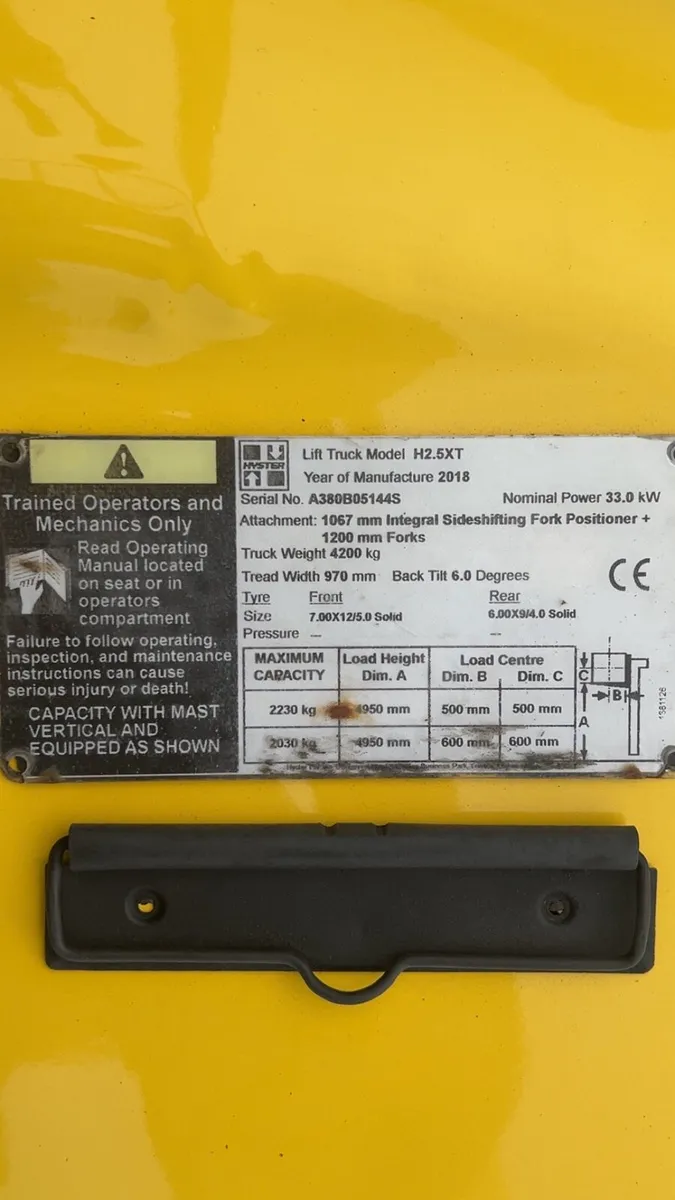 Trained Operators and
Mechanics Only
Read Operating
Manual located
on seat or in
operators
compartment
Failure to follow operating,
inspection, and maintenance
instructions can cause
serious injury or death!
CAPACITY WITH MAST
VERTICAL AND
EQUIPPED AS SHOWN
HYSTER
Lift Truck Model H2.5XT
Year of Manufacture 2018
Serial No. A380B05144S Nominal Power 33.0 kW
Attachment: 1067 mm Integral Sideshifting Fork Positioner +
1200 mm Forks
Truck Weight 4200 kg
Tread Width 970 mm Back Tilt 6.0 Degrees
CE
Tyre Front Rear
Size 7.00X12/5.0 Solid 6.00X9/4.0 Solid
Pressure --- ---
MAXIMUM CAPACITY Load Height Dim. A Load Centre Dim. B Dim. C
2230 kg 4950 mm 500 mm 500 mm
2030 kg 4950 mm 600 mm 600 mm
C
B
A
1581126